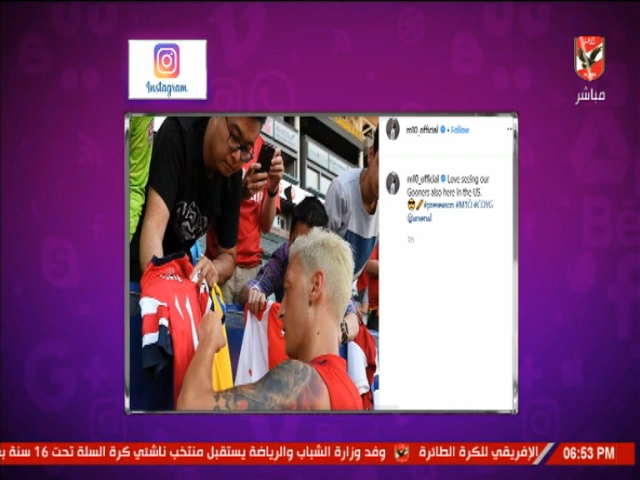 Instagram
مباشر
m10_official • Follow
m10_official Love seeing our
Gooners also here in the US.
#preseason #M1Ö #COYG
@arsenal
الإفريقي للكرة الطائرة
وفد وزارة الشباب والرياضة يستقبل منتخب ناشئي كرة السلة تحت 16 سنة
06:53 PM